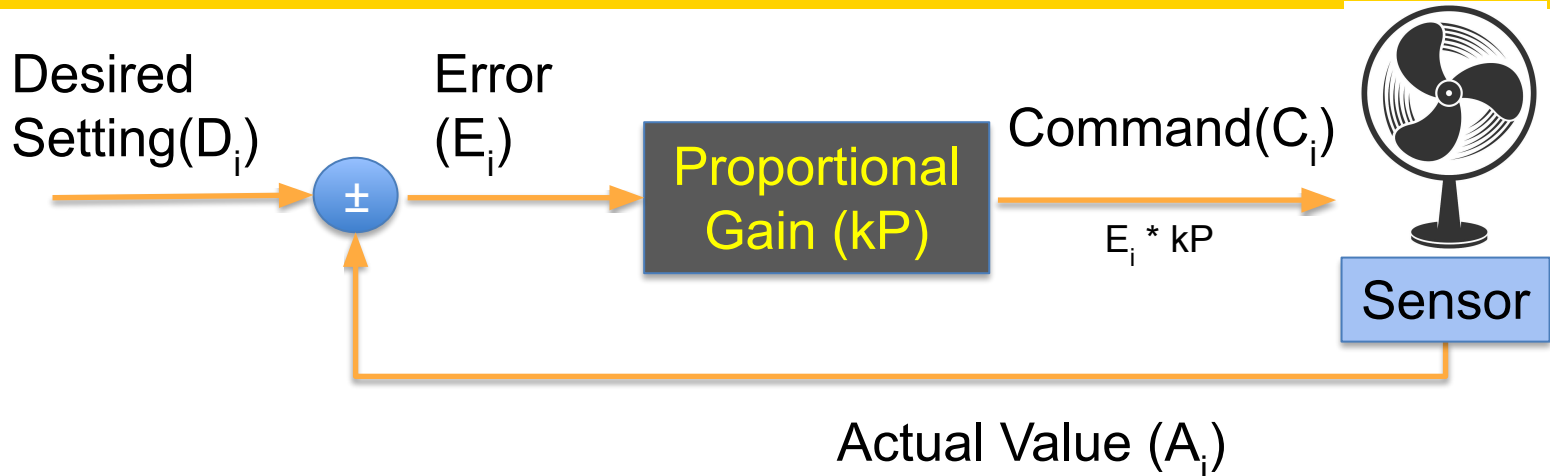 Desired
Setting(Dᵢ)
Error
(Eᵢ)
±
Proportional
Gain (kP)
Command(Cᵢ)
Eᵢ * kP
Sensor
Actual Value (Aᵢ)